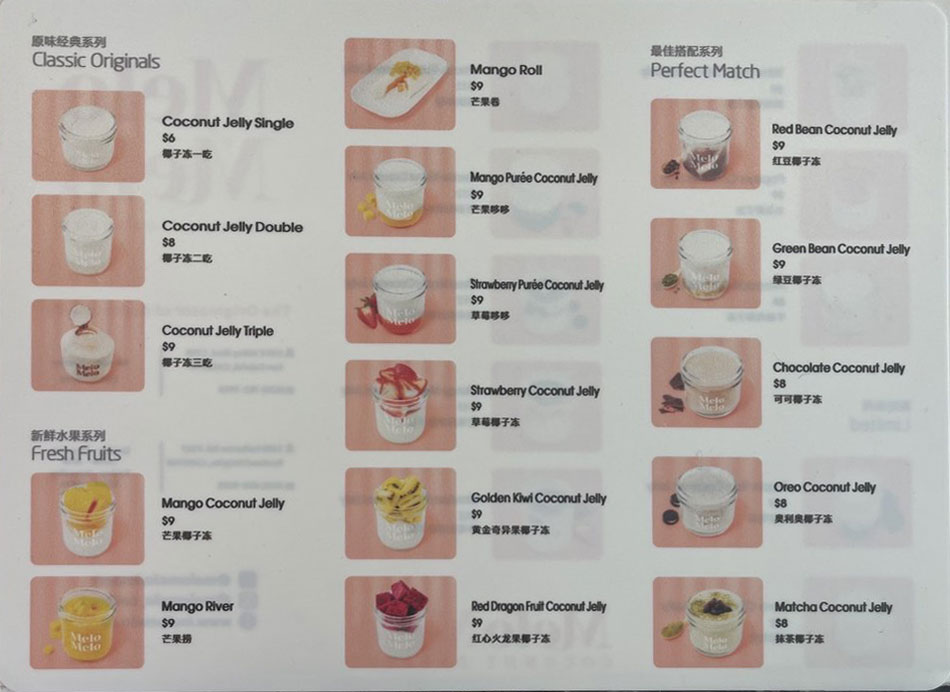 原味经典系列
Classic Originals
Coconut Jelly Single
$6
椰子冻一吃
Coconut Jelly Double
$8
椰子冻二吃
Coconut Jelly Triple
$9
椰子冻三吃
新鲜水果系列
Fresh Fruits
Mango Coconut Jelly
$9
芒果椰子冻
Mango River
$9
芒果捞
Mango Roll
$9
芒果卷
Mango Purée Coconut Jelly
$9
芒果哆哆
Strawberry Purée Coconut Jelly
$9
草莓哆哆
Strawberry Coconut Jelly
$9
草莓椰子冻
Golden Kiwi Coconut Jelly
$9
黄金奇异果椰子冻
Red Dragon Fruit Coconut Jelly
$9
红心火龙果椰子冻
最佳搭配系列
Perfect Match
Red Bean Coconut Jelly
$9
红豆椰子冻
Green Bean Coconut Jelly
$9
绿豆椰子冻
Chocolate Coconut Jelly
$8
可可椰子冻
Oreo Coconut Jelly
$8
奥利奥椰子冻
Matcha Coconut Jelly
$8
抹茶椰子冻